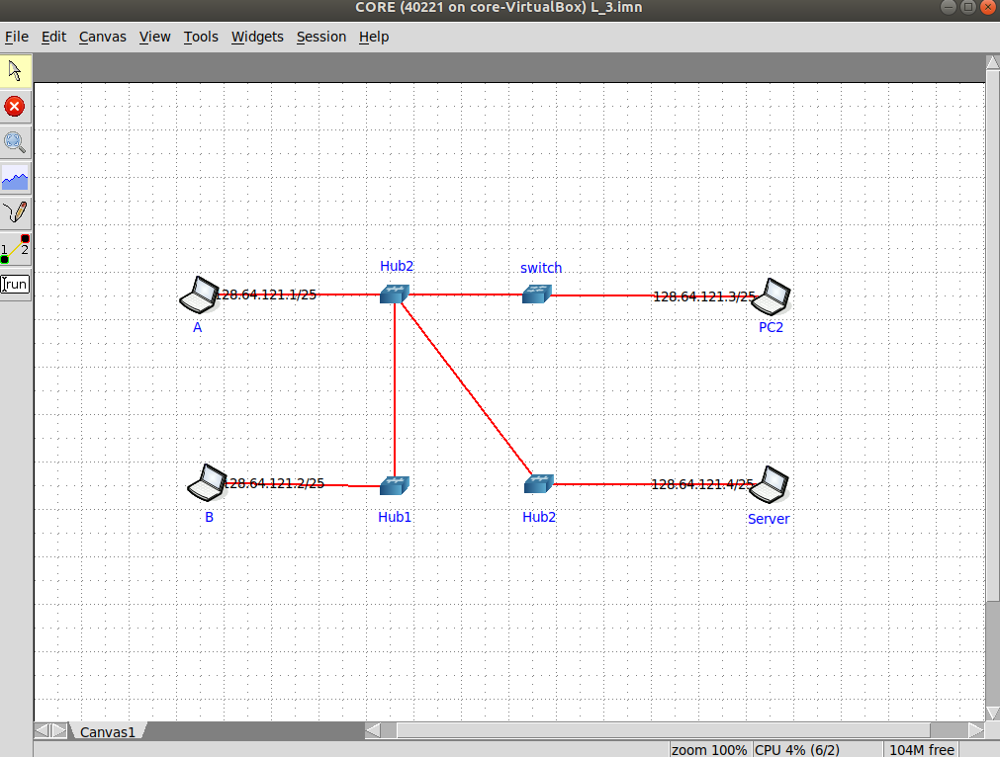 CORE (40221 on core-VirtualBox) L_3.imn
File Edit Canvas View Tools Widgets Session Help
1 2
run
Hub2
switch
128.64.121.1/25
128.64.121.3/25
A
PC2
128.64.121.2/25
128.64.121.4/25
B
Hub1
Hub2
Server
Canvas1
zoom 100% CPU 4% (6/2) 104M free